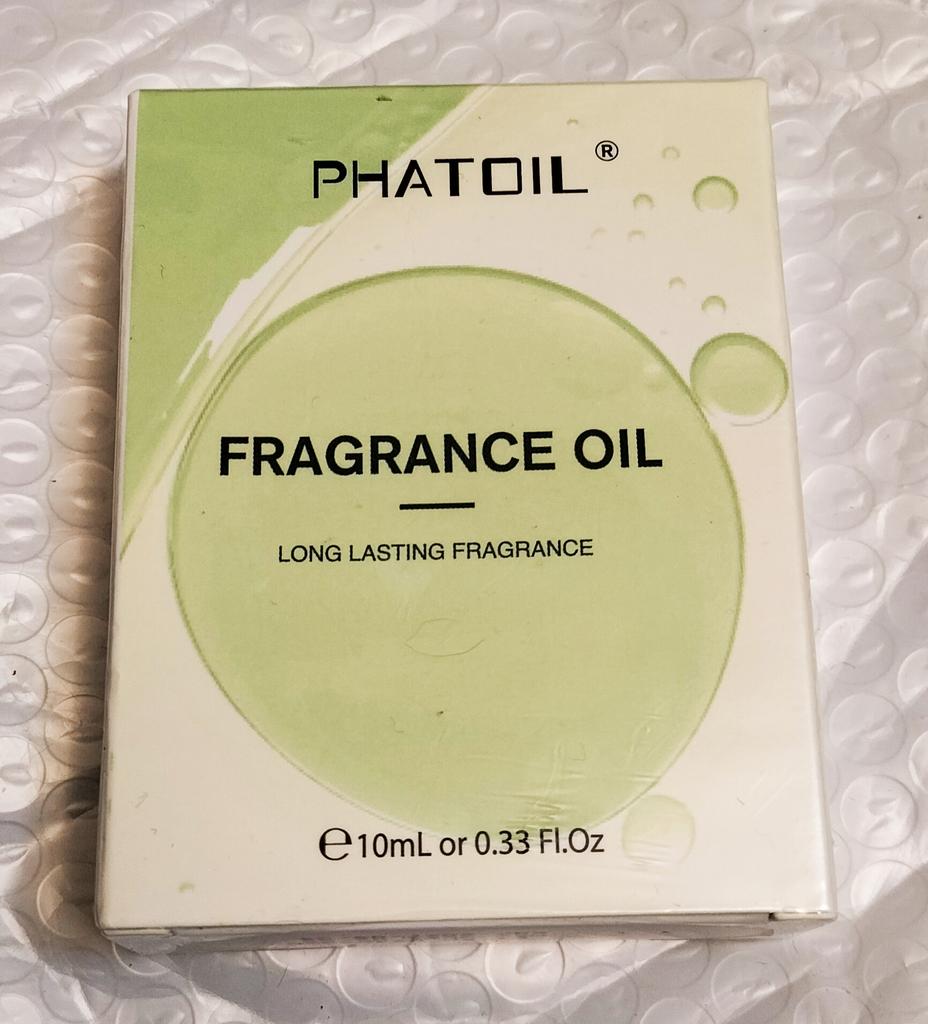 PHATOIL®
FRAGRANCE OIL
LONG LASTING FRAGRANCE
℮10mL or 0.33 Fl.Oz